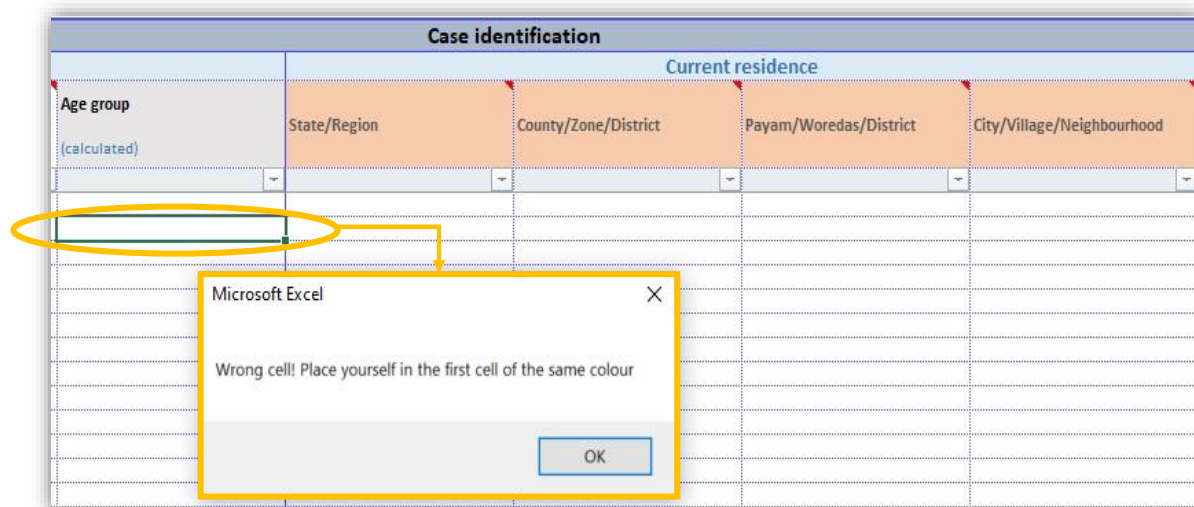 Case identification
Current residence
Age group
(calculated)
State/Region
County/Zone/District
Payam/Woredas/District
City/Village/Neighbourhood
Microsoft Excel
Wrong cell! Place yourself in the first cell of the same colour
OK